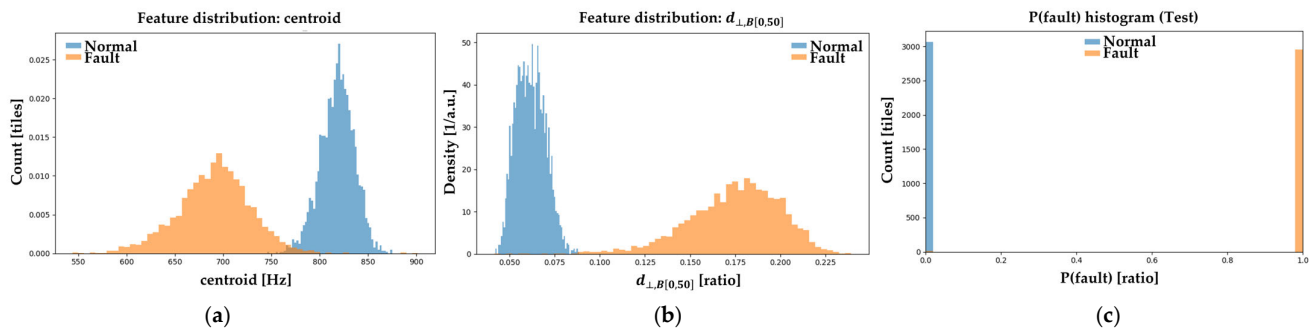 Feature distribution: centroid
Normal
Fault
Count [tiles]
0.025
0.020
0.015
0.010
0.005
0.000
550
600
650
700
750
800
850
900
centroid [Hz]
(a)
Feature distribution: d⊥,B[0,50]
Normal
Fault
Density [1/a.u.]
50
40
30
20
10
0
0.050
0.075
0.100
0.125
0.150
0.175
0.200
0.225
d⊥,B[0,50] [ratio]
(b)
P(fault) histogram (Test)
Normal
Fault
Count [tiles]
3000
2500
2000
1500
1000
500
0
0.0
0.2
0.4
0.6
0.8
1.0
P(fault) [ratio]
(c)